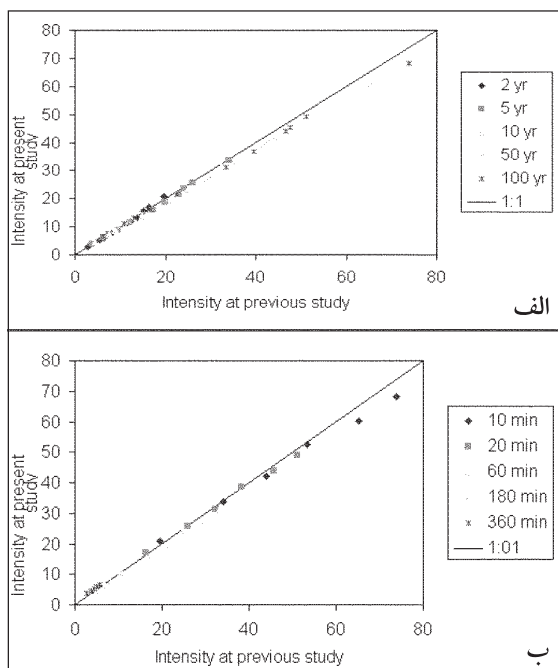 80
70
60
50
40
30
20
10
0
Intensity at present
study
0 20 40 60 80
Intensity at previous study
2 yr
5 yr
10 yr
50 yr
100 yr
1:1
الف
80
70
60
50
40
30
20
10
0
Intensity at present
study
0 20 40 60 80
Intensity at previous study
10 min
20 min
60 min
180 min
360 min
1:01
ب